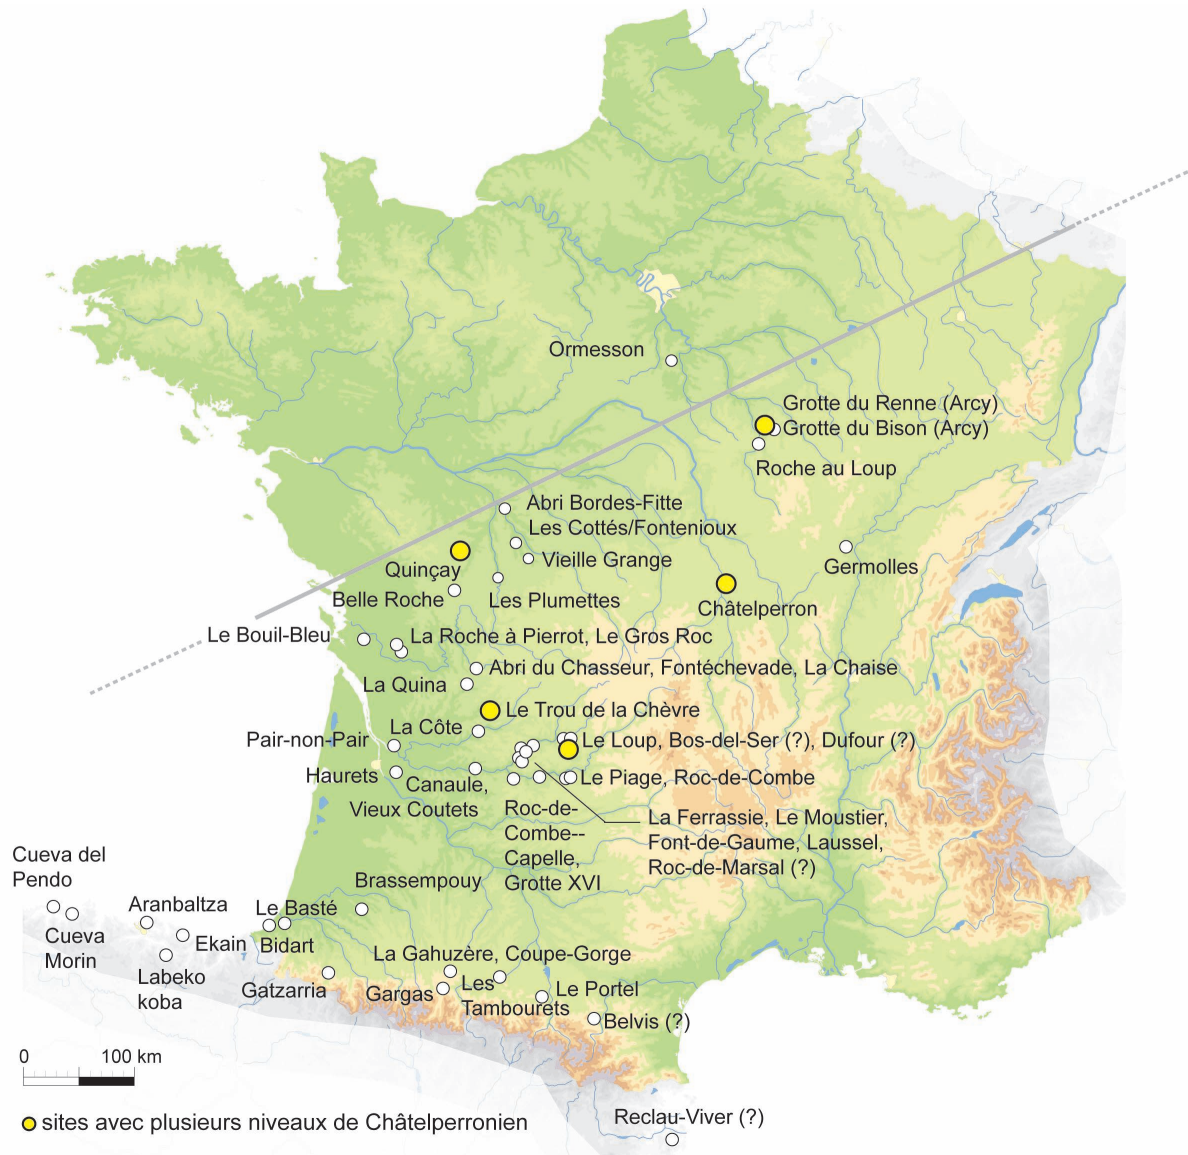 Ormesson
Grotte du Renne (Arcy)
Grotte du Bison (Arcy)
Roche au Loup
Abri Bordes-Fitte
Les Cottés/Fontenioux
Vieille Grange
Quinçay
Germolles
Belle Roche
Les Plumettes
Châtelperron
Le Bouil-Bleu
La Roche à Pierrot, Le Gros Roc
Abri du Chasseur, Fontéchevade, La Chaise
La Quina
Le Trou de la Chèvre
La Côte
Pair-non-Pair
Le Loup, Bos-del-Ser (?), Dufour (?)
Haurets
Canaule,
Vieux Coutets
Le Piage, Roc-de-Combe
Roc-de-
Combe--
Capelle,
Grotte XVI
La Ferrassie, Le Moustier,
Font-de-Gaume, Laussel,
Roc-de-Marsal (?)
Cueva del
Pendo
Brassempouy
Aranbaltza
Le Basté
Cueva
Morin
Ekain
Bidart
La Gahuzère, Coupe-Gorge
Labeko
koba
Gatzarria
Gargas
Les
Tambourets
Le Portel
Belvis (?)
0 100 km
Reclau-Viver (?)
sites avec plusieurs niveaux de Châtelperronien